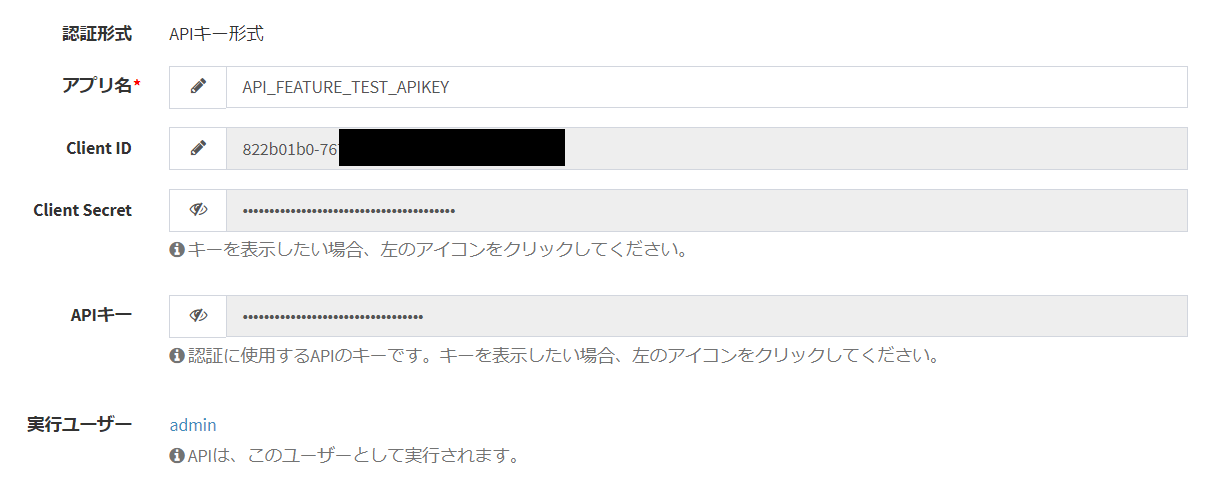 認証形式 APIキー形式
アプリ名* API_FEATURE_TEST_APIKEY
Client ID 822b01b0-76
Client Secret ••••••••••••••••••••••••••••••••••••••••
キーを表示したい場合、左のアイコンをクリックしてください。
APIキー ••••••••••••••••••••••••••••••••••
認証に使用するAPIのキーです。キーを表示したい場合、左のアイコンをクリックしてください。
実行ユーザー admin
APIは、このユーザーとして実行されます。